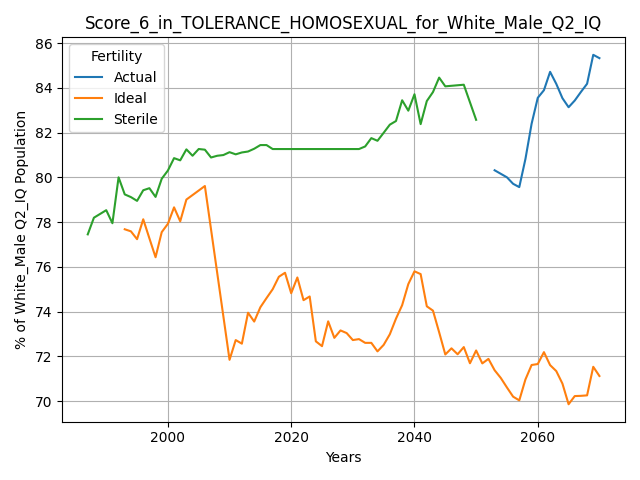 Score_6_in_TOLERANCE_HOMOSEXUAL_for_White_Male_Q2_IQ
Fertility
Actual
Ideal
Sterile
% of White_Male Q2_IQ Population
86
84
82
80
78
76
74
72
70
2000
2020
2040
2060
Years